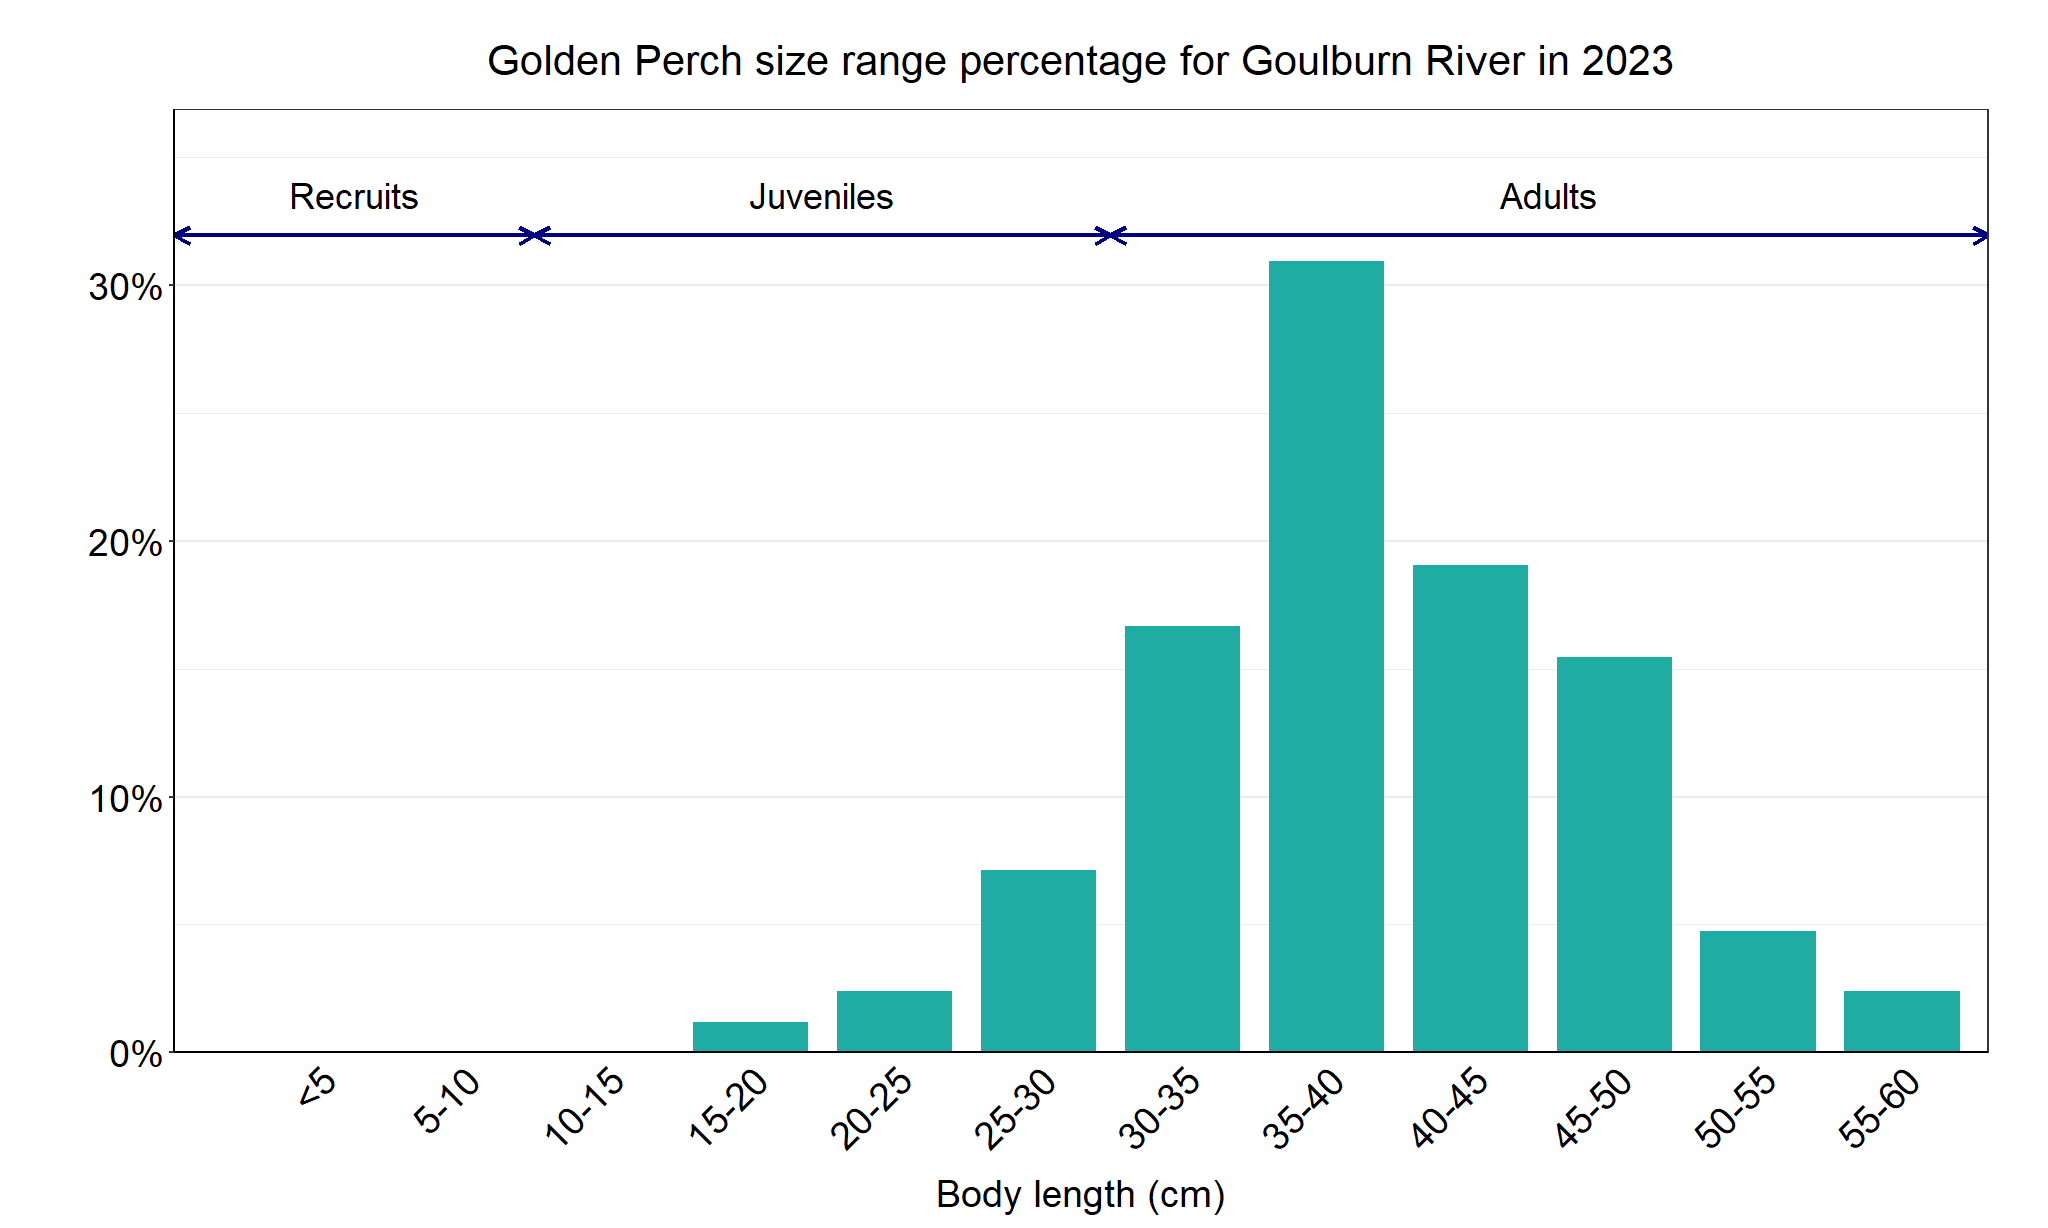 Golden Perch size range percentage for Goulburn River in 2023
Recruits Juveniles Adults
30%
20%
10%
0%
<5 5-10 10-15 15-20 20-25 25-30 30-35 35-40 40-45 45-50 50-55 55-60
Body length (cm)